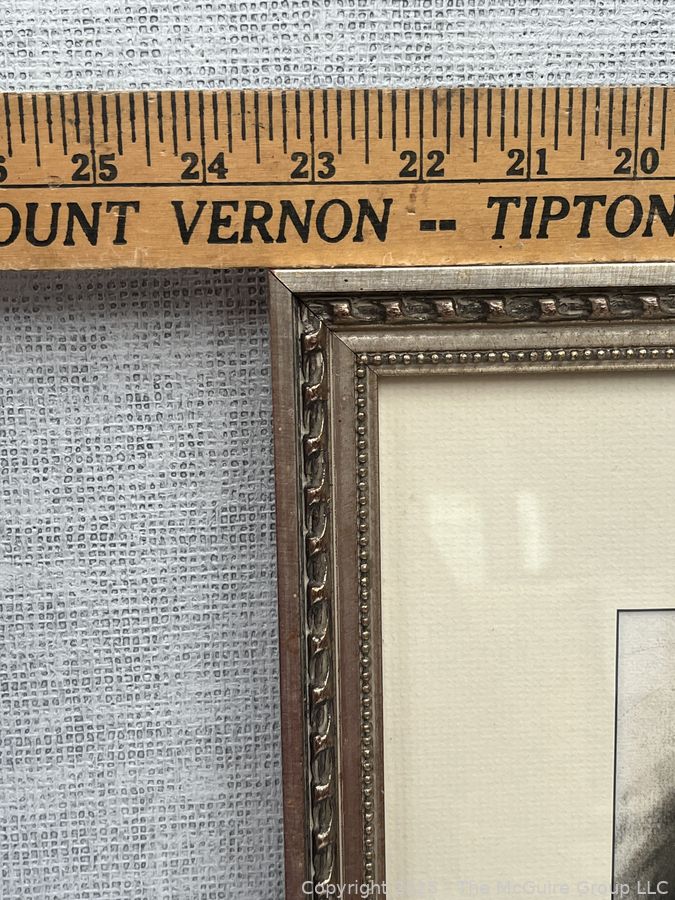 25 24 23 22 21 20
OUNT VERNON -- TIPTON
Copyright - The McGuire Group LLC